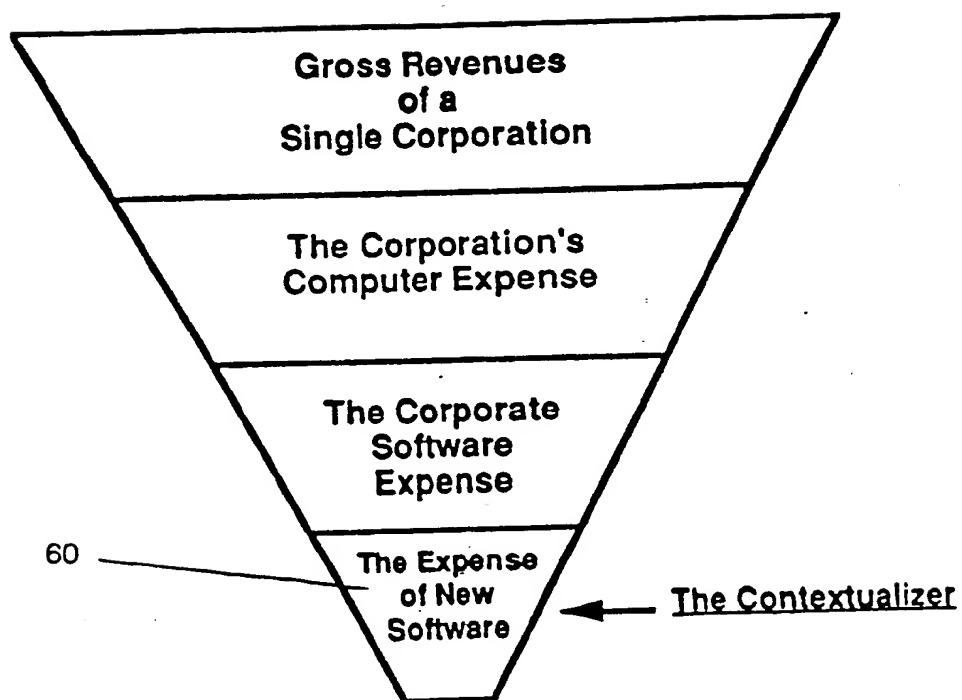 Gross Revenues
of a
Single Corporation
The Corporation's
Computer Expense
The Corporate
Software
Expense
60
The Expense
of New
Software
The Contextualizer